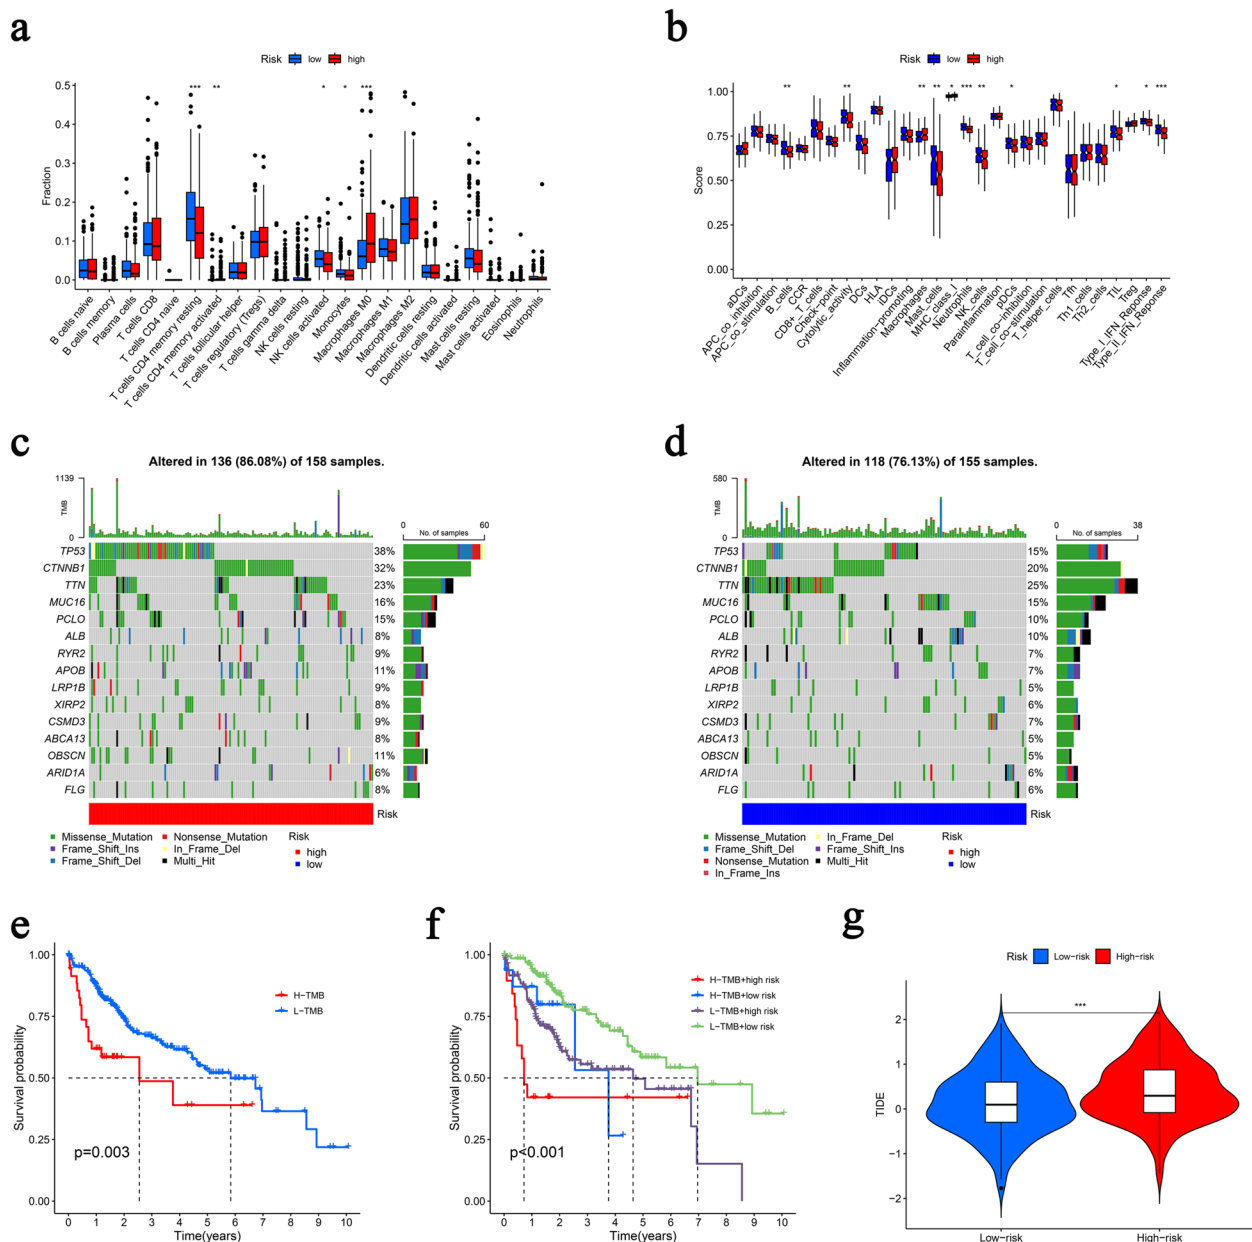 a
Risk low high
Fraction
0.5
0.4
0.3
0.2
0.1
0.0
*** ** * * ***
B cells naive
B cells memory
Plasma cells
T cells CD8
T cells CD4 naive
T cells CD4 memory resting
T cells CD4 memory activated
T cells follicular helper
T cells regulatory (Tregs)
T cells gamma delta
NK cells resting
NK cells activated
Monocytes
Macrophages M0
Macrophages M1
Macrophages M2
Dendritic cells resting
Dendritic cells activated
Mast cells resting
Mast cells activated
Eosinophils
Neutrophils
b
Risk low high
Score
1.00
0.75
0.50
0.25
0.00
** ** ** ** * *** ** * * * ***
aDCs
APC_co_inhibition
APC_co_stimulation
B_cells
CCR
CD8+_T_cells
Check-point
Cytolytic_activity
DCs
HLA
iDCs
Inflammation-promoting
Macrophages
Mast_cells
MHC_class_I
Neutrophils
NK_cells
Parainflammation
pDCs
T_cell_co-inhibition
T_cell_co-stimulation
T_helper_cells
Tfh
Th1_cells
Th2_cells
TIL
Treg
Type_I_IFN_Reponse
Type_II_IFN_Reponse
c
Altered in 136 (86.08%) of 158 samples.
1139
TMB
0
0 60
No. of samples
TP53 38%
CTNNB1 32%
TTN 23%
MUC16 16%
PCLO 15%
ALB 8%
RYR2 9%
APOB 11%
LRP1B 9%
XIRP2 8%
CSMD3 9%
ABCA13 8%
OBSCN 11%
ARID1A 6%
FLG 8%
Risk
Missense_Mutation Nonsense_Mutation Risk
Frame_Shift_Ins In_Frame_Del high
Frame_Shift_Del Multi_Hit low
d
Altered in 118 (76.13%) of 155 samples.
580
TMB
0
0 38
No. of samples
TP53 15%
CTNNB1 20%
TTN 25%
MUC16 15%
PCLO 10%
ALB 10%
RYR2 7%
APOB 7%
LRP1B 5%
XIRP2 6%
CSMD3 7%
ABCA13 5%
OBSCN 5%
ARID1A 6%
FLG 6%
Risk
Missense_Mutation In_Frame_Del Risk
Frame_Shift_Del Frame_Shift_Ins high
Nonsense_Mutation Multi_Hit low
In_Frame_Ins
e
Survival probability
1.00
0.75
0.50
0.25
0.00
H-TMB
L-TMB
p=0.003
0 1 2 3 4 5 6 7 8 9 10
Time(years)
f
Survival probability
1.00
0.75
0.50
0.25
0.00
H-TMB+high risk
H-TMB+low risk
L-TMB+high risk
L-TMB+low risk
p<0.001
0 1 2 3 4 5 6 7 8 9 10
Time(years)
g
Risk Low-risk High-risk
***
TIDE
2
1
0
-1
-2
Low-risk High-risk